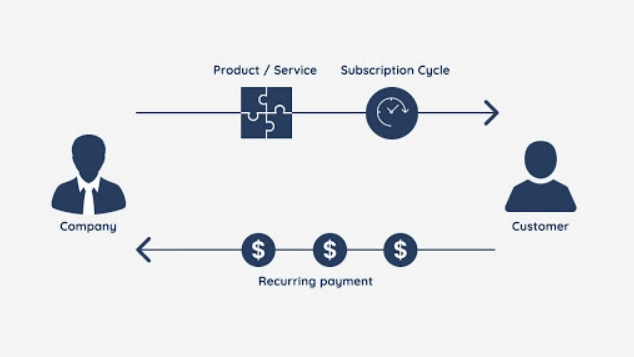 Product / Service
Subscription Cycle
Company
Customer
$ $ $
Recurring payment